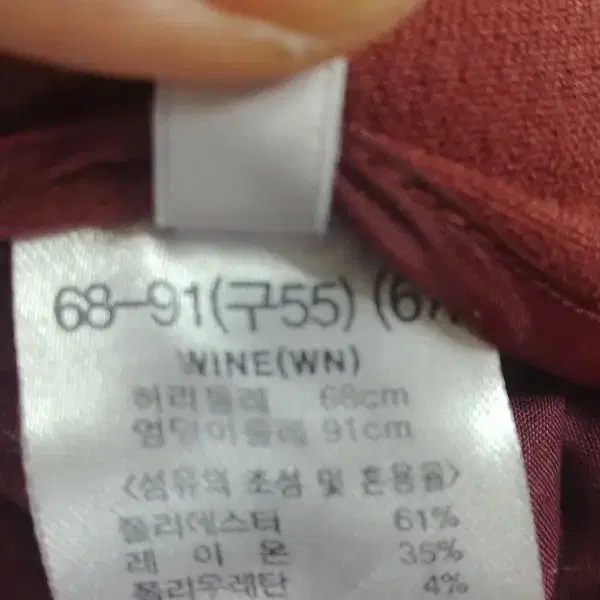 68-91(구55)
WINE(WN)
허리둘레 68cm
엉덩이둘레 91cm
<섬유의 조성 및 혼용율>
폴리에스터 61%
레이온 35%
폴리우레탄 4%